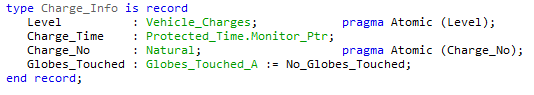 type Charge_Info is record
Level : Vehicle_Charges; pragma Atomic (Level);
Charge_Time : Protected_Time.Monitor_Ptr;
Charge_No : Natural; pragma Atomic (Charge_No);
Globes_Touched : Globes_Touched_A := No_Globes_Touched;
end record;